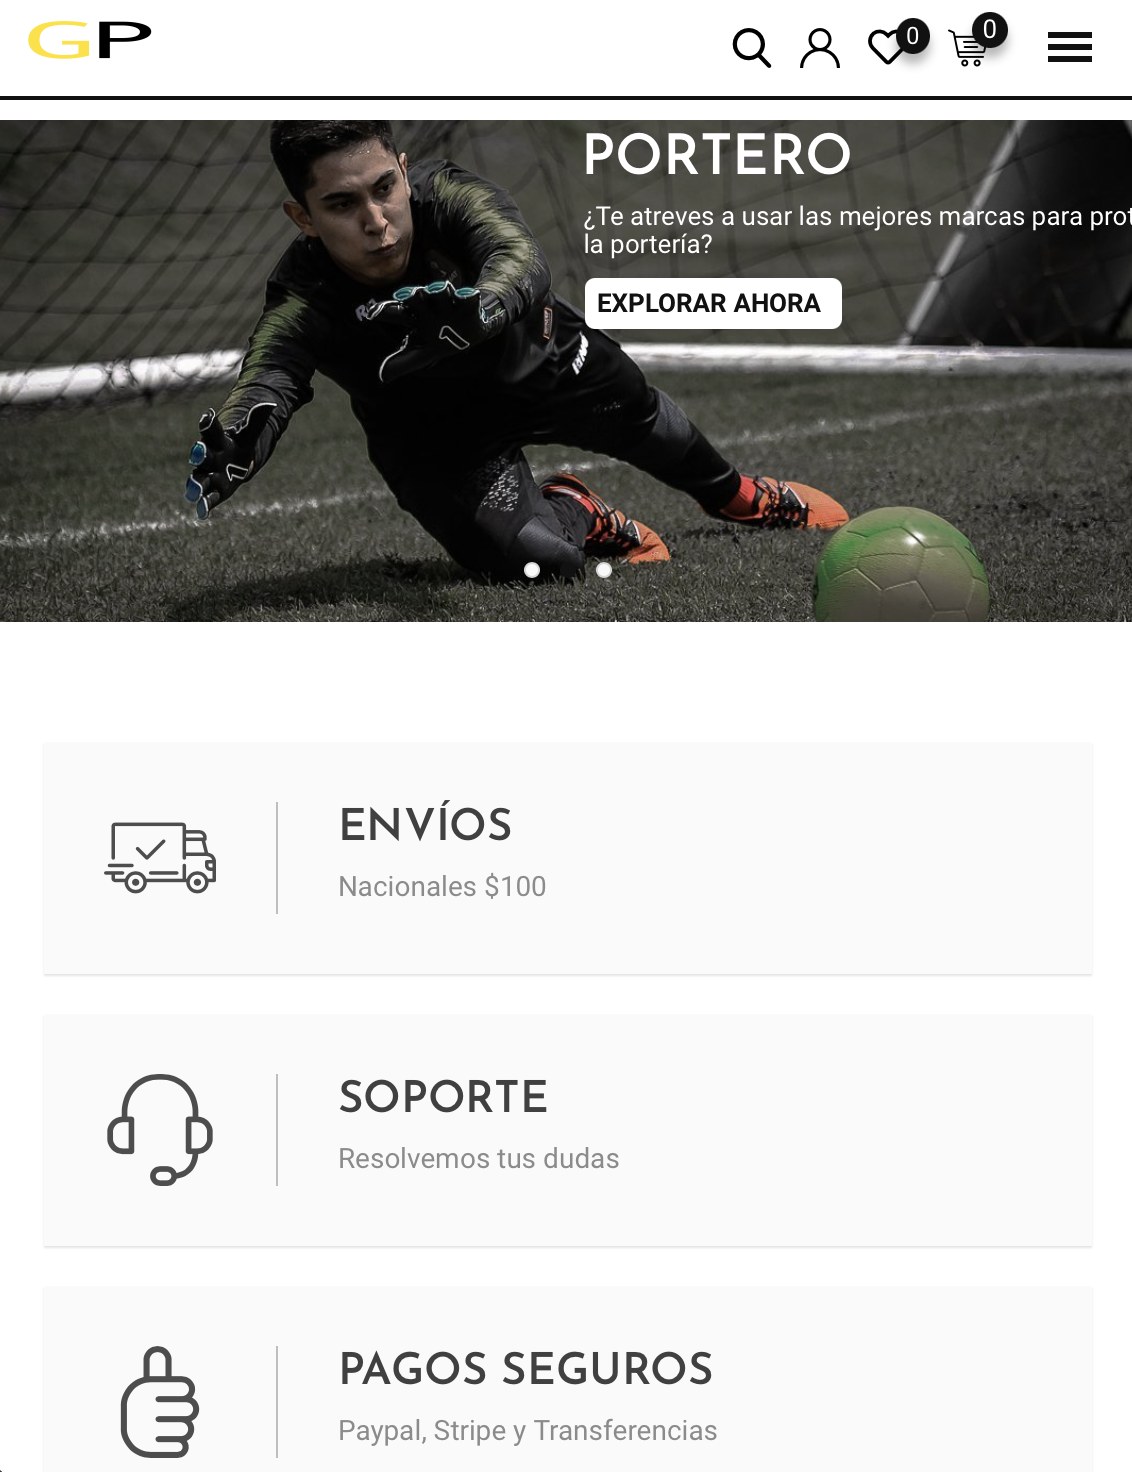 GP
0
0
PORTERO
¿Te atreves a usar las mejores marcas para prot
la portería?
EXPLORAR AHORA
ENVÍOS
Nacionales $100
SOPORTE
Resolvemos tus dudas
PAGOS SEGUROS
Paypal, Stripe y Transferencias